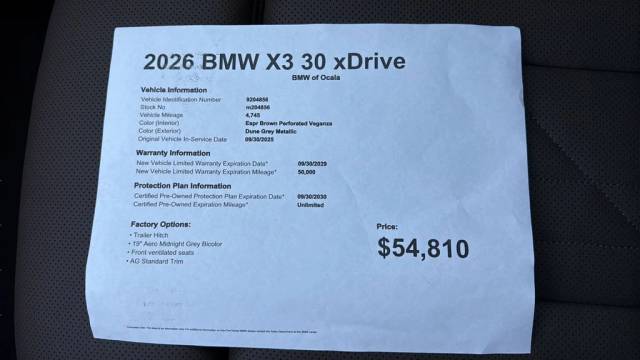 2026 BMW X3 30 xDrive
BMW of Ocala
Vehicle Information
Vehicle Identification Number 9204856
Stock No. m204856
Vehicle Mileage 4,745
Color (Interior) Espr Brown Perforated Veganza
Color (Exterior) Dune Grey Metallic
Original Vehicle In-Service Date 09/30/2025
Warranty Information
New Vehicle Limited Warranty Expiration Date* 09/30/2029
New Vehicle Limited Warranty Expiration Mileage* 50,000
Protection Plan Information
Certified Pre-Owned Protection Plan Expiration Date* 09/30/2030
Certified Pre-Owned Expiration Mileage* Unlimited
Factory Options:
• Trailer Hitch
• 19" Aero Midnight Grey Bicolor
• Front ventilated seats
• AG Standard Trim
Price:
$54,810